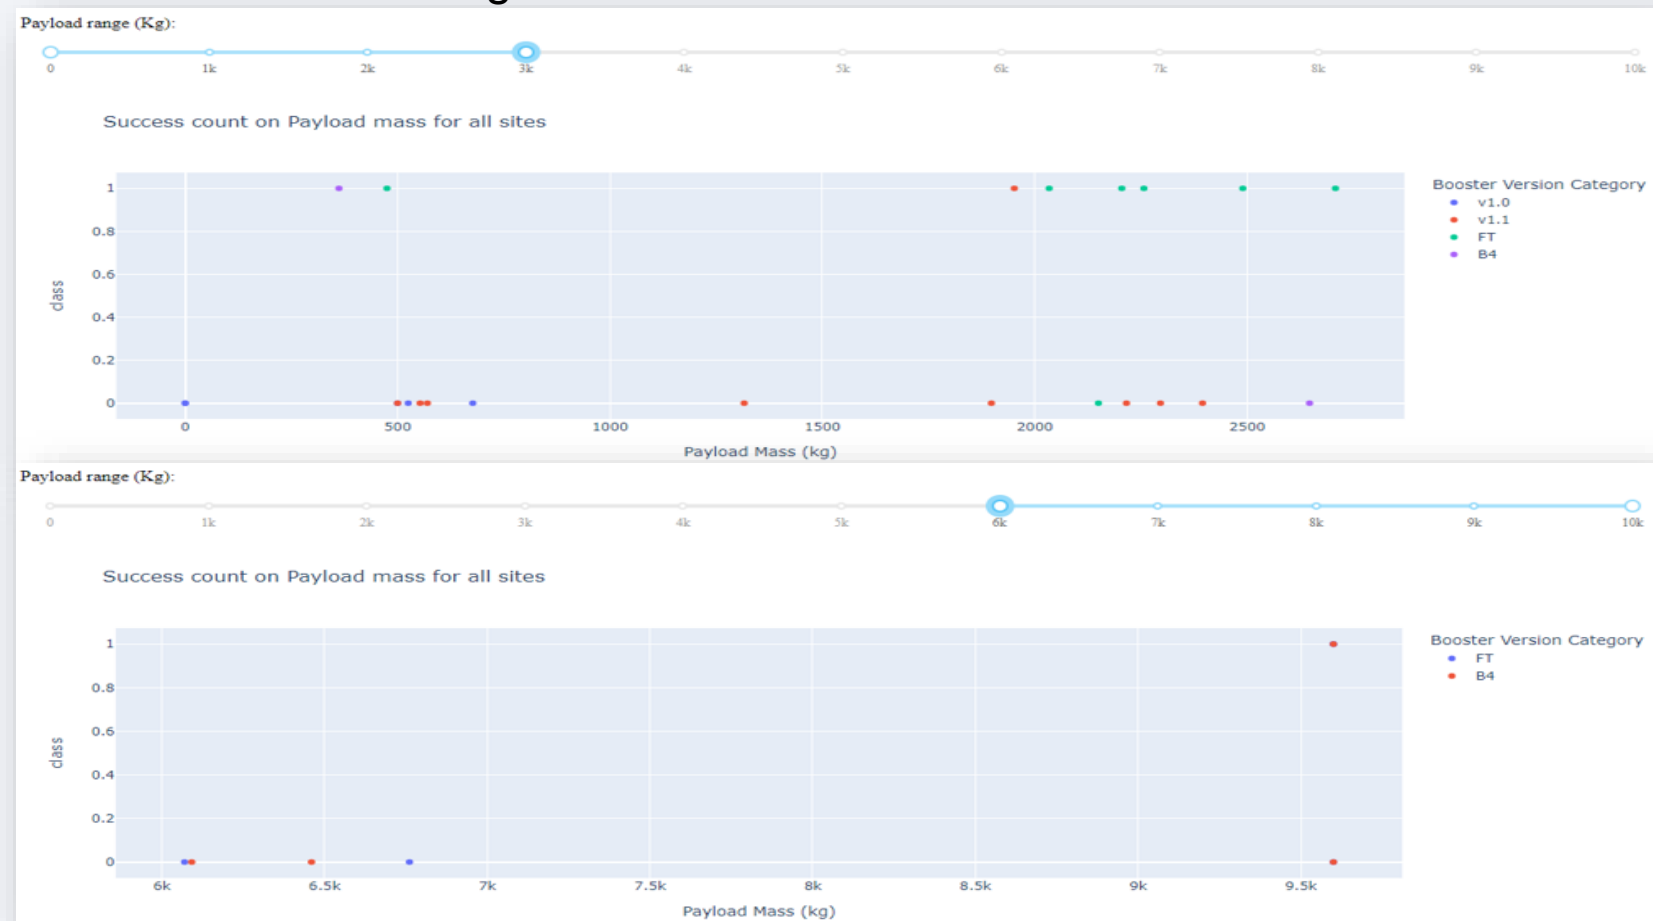 Payload range (Kg):
0 1k 2k 3k 4k 5k 6k 7k 8k 9k 10k
Success count on Payload mass for all sites
1
0.8
0.6
0.4
0.2
0
class
0 500 1000 1500 2000 2500
Payload Mass (kg)
Booster Version Category
v1.0
v1.1
FT
B4
Payload range (Kg):
0 1k 2k 3k 4k 5k 6k 7k 8k 9k 10k
Success count on Payload mass for all sites
1
0.8
0.6
0.4
0.2
0
class
6k 6.5k 7k 7.5k 8k 8.5k 9k 9.5k
Payload Mass (kg)
Booster Version Category
FT
B4